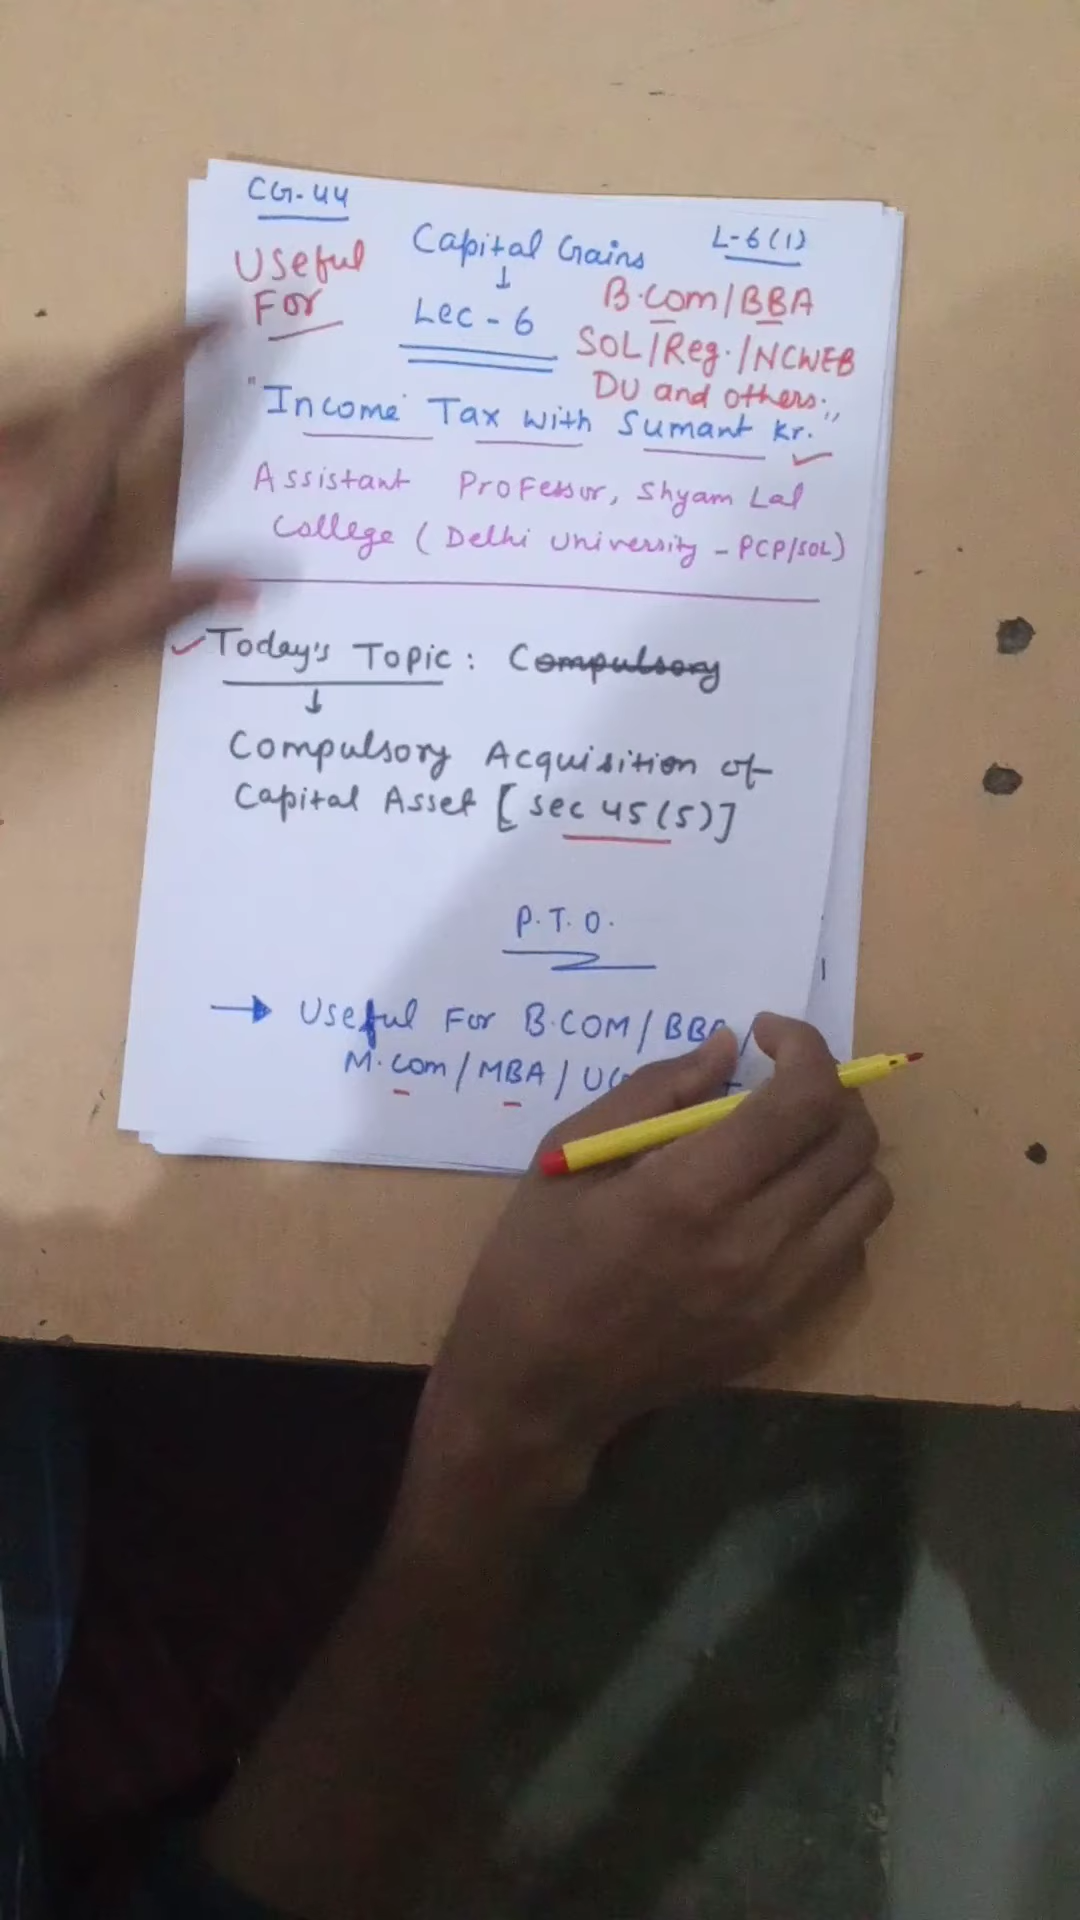 CG-44
L-6(1)
Useful
For
Capital Gains
↓
Lec - 6
B.Com/BBA
SOL/Reg./NCWEB
DU and others.
"Income Tax with Sumant Kr."
Assistant Professor, Shyam Lal
College (Delhi University - PCP/SOL)
Today's Topic : Compulsory
↓
Compulsory Acquisition of
Capital Asset [sec 45(5)]
P.T.O.
→ Useful For B.COM/BBA/
M.com/MBA/